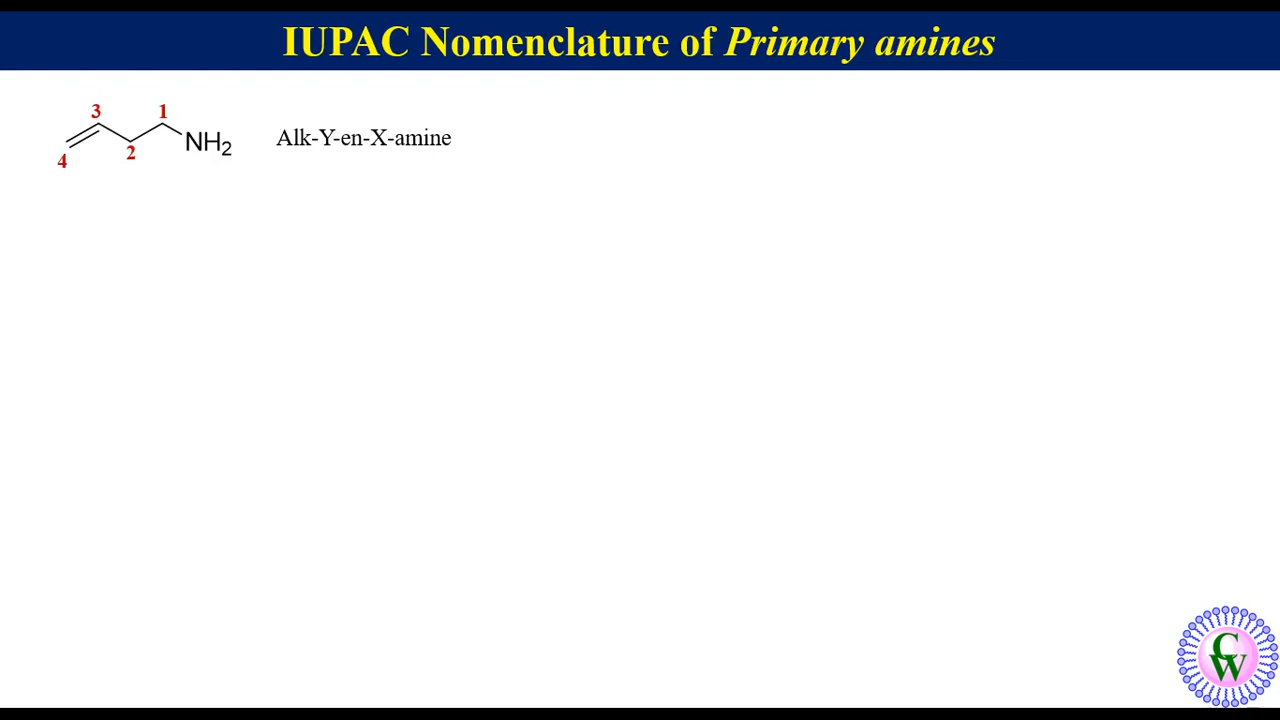 IUPAC Nomenclature of Primary amines
3 1
NH2 Alk-Y-en-X-amine
4 2
C
W